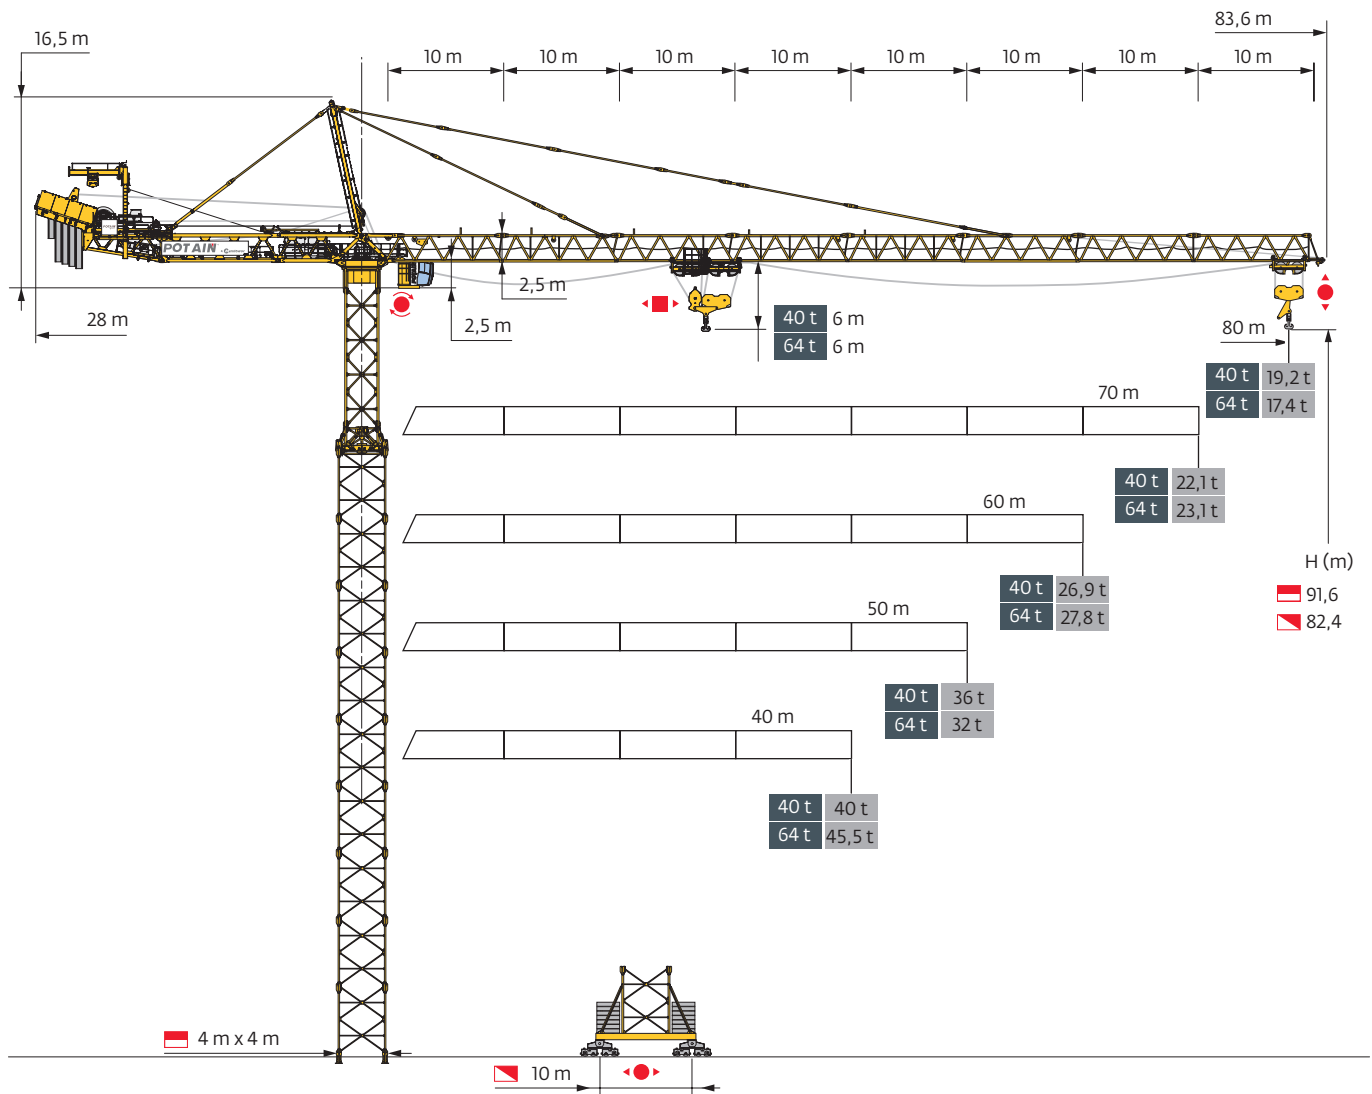 83,6 m
16,5 m
10 m 10 m 10 m 10 m 10 m 10 m 10 m 10 m
POTAIN
2,5 m
28 m
2,5 m
40 t 6 m
64 t 6 m
80 m
40 t 19,2 t
64 t 17,4 t
70 m
40 t 22,1 t
64 t 23,1 t
60 m
H (m)
40 t 26,9 t
64 t 27,8 t
91,6
82,4
50 m
40 t 36 t
64 t 32 t
40 m
40 t 40 t
64 t 45,5 t
4 m x 4 m
10 m